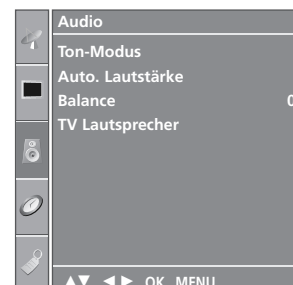 Audio
Ton-Modus
Auto. Lautstärke
Balance 0
TV Lautsprecher
▲▼ ◄► OK MENU